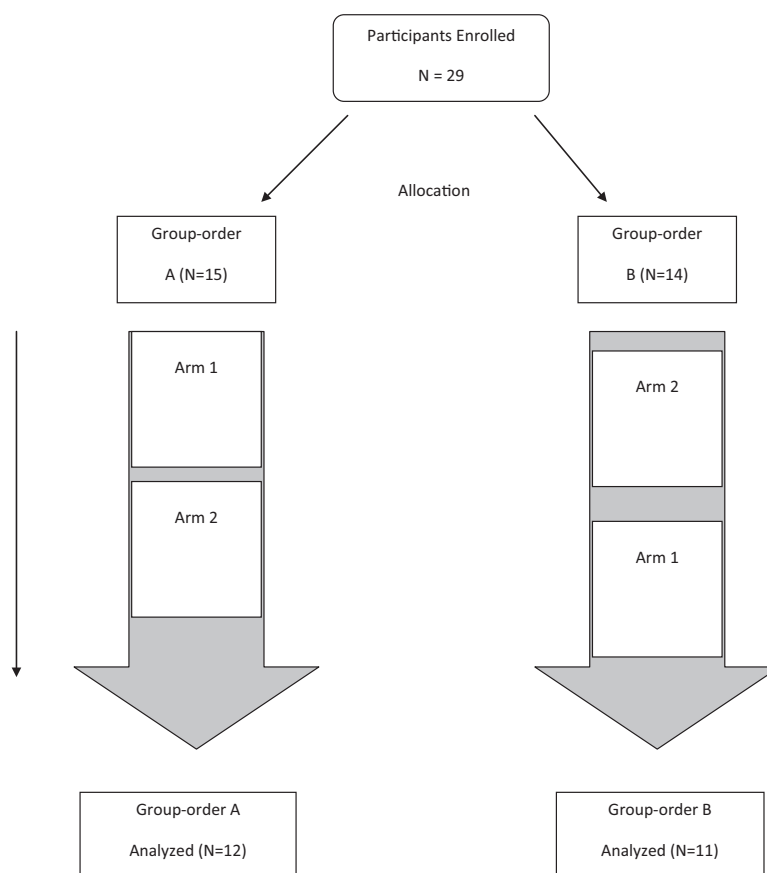 Participants Enrolled
N = 29
Allocation
Group-order
A (N=15)
Group-order
B (N=14)
Arm 1
Arm 2
Arm 2
Arm 1
Group-order A
Analyzed (N=12)
Group-order B
Analyzed (N=11)